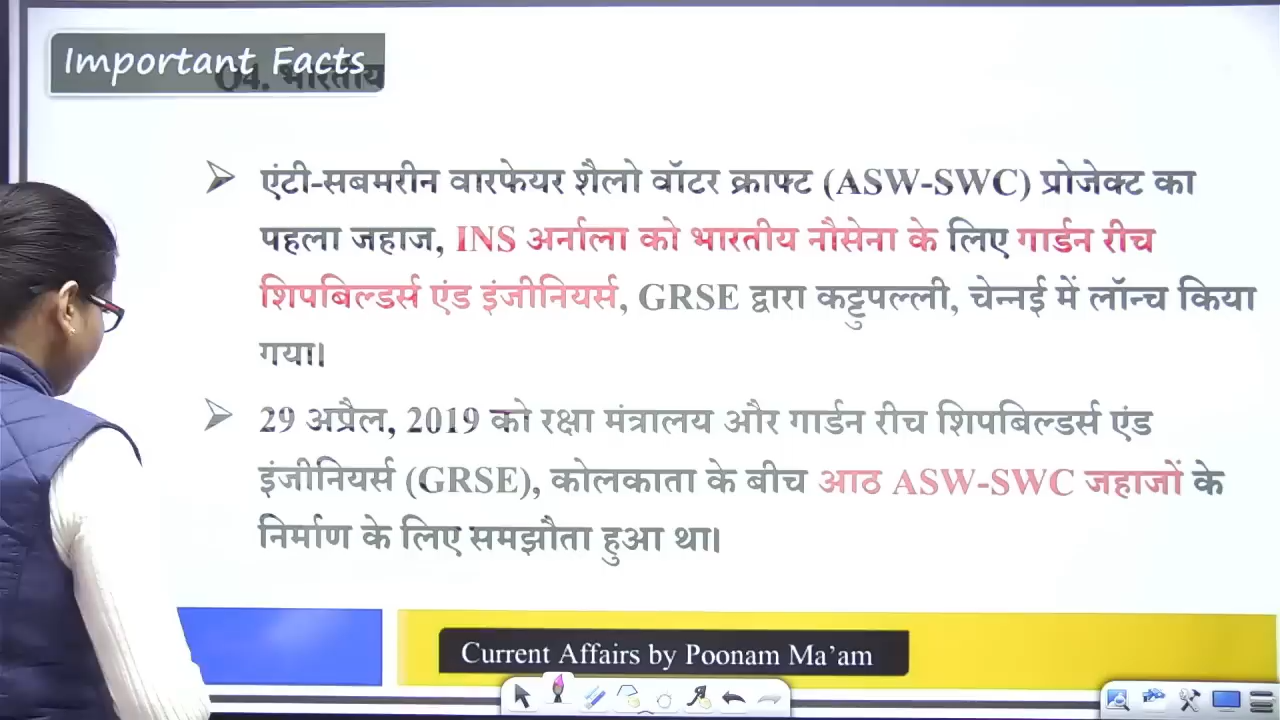 Important Facts
04. भारतीय
एंटी-सबमरीन वारफेयर शैलो वॉटर क्राफ्ट (ASW-SWC) प्रोजेक्ट का
पहला जहाज, INS अर्नाला को भारतीय नौसेना के लिए गार्डन रीच
शिपबिल्डर्स एंड इंजीनियर्स, GRSE द्वारा कट्टुपल्ली, चेन्नई में लॉन्च किया
गया।
29 अप्रैल, 2019 को रक्षा मंत्रालय और गार्डन रीच शिपबिल्डर्स एंड
इंजीनियर्स (GRSE), कोलकाता के बीच आठ ASW-SWC जहाजों के
निर्माण के लिए समझौता हुआ था।
Current Affairs by Poonam Ma’am